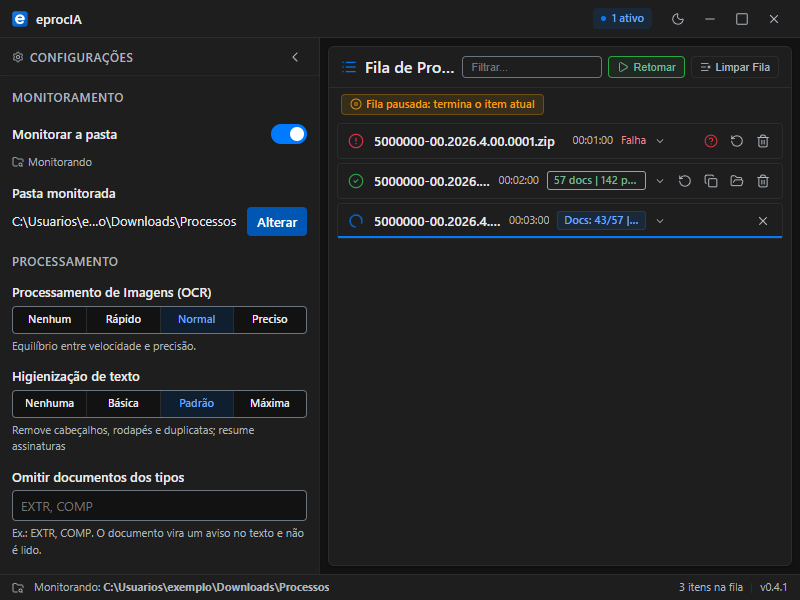 e eprocIA
1 ativo
CONFIGURAÇÕES
MONITORAMENTO
Monitorar a pasta
Monitorando
Pasta monitorada
C:\Usuarios\e...o\Downloads\Processos
Alterar
PROCESSAMENTO
Processamento de Imagens (OCR)
Nenhum Rápido Normal Preciso
Equilíbrio entre velocidade e precisão.
Higienização de texto
Nenhuma Básica Padrão Máxima
Remove cabeçalhos, rodapés e duplicatas; resume
assinaturas
Omitir documentos dos tipos
EXTR, COMP
Ex.: EXTR, COMP. O documento vira um aviso no texto e não
é lido.
Fila de Pro... Filtrar... Retomar Limpar Fila
Fila pausada: termina o item atual
5000000-00.2026.4.00.0001.zip 00:01:00 Falha
5000000-00.2026.... 00:02:00 57 docs | 142 p...
5000000-00.2026.4.... 00:03:00 Docs: 43/57 |...
Monitorando: C:\Usuarios\exemplo\Downloads\Processos
3 itens na fila v0.4.1